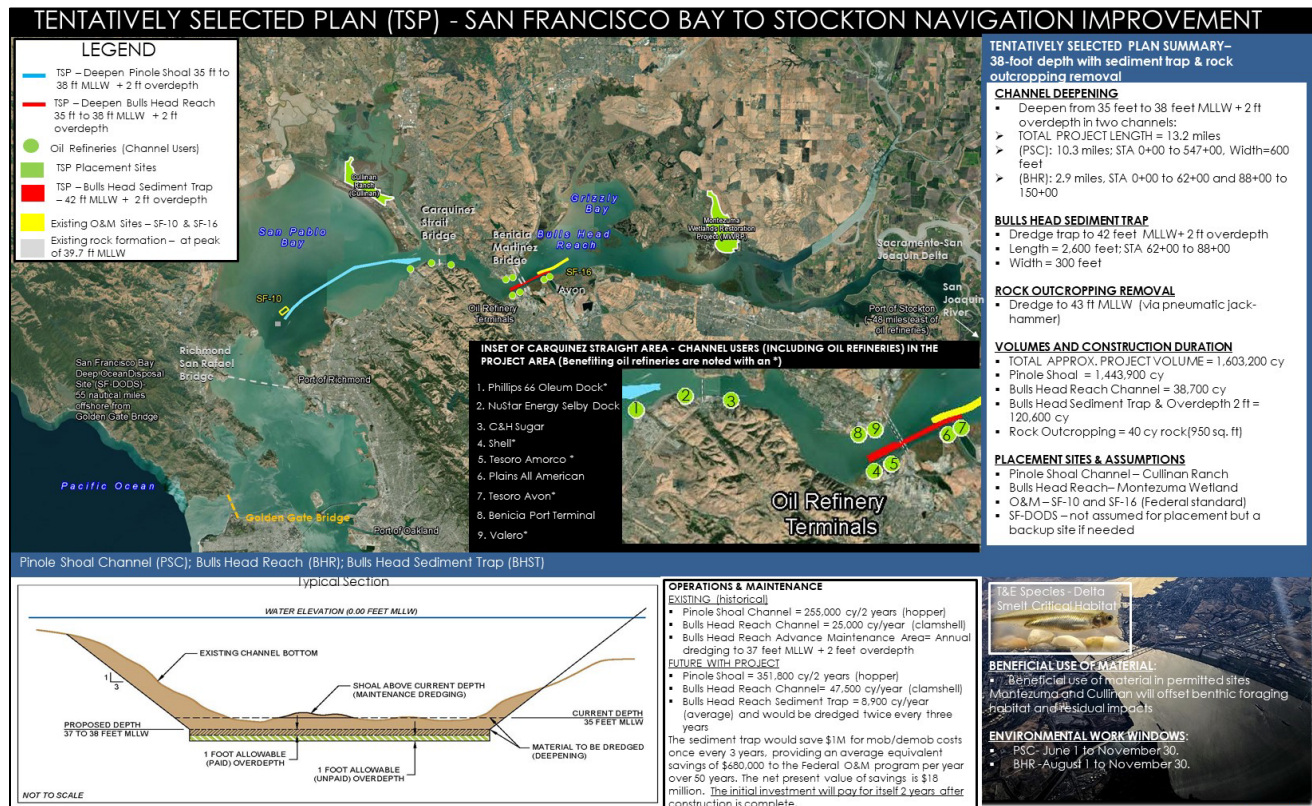 TENTATIVELY SELECTED PLAN (TSP) - SAN FRANCISCO BAY TO STOCKTON NAVIGATION IMPROVEMENT
LEGEND
TSP – Deepen Pinole Shoal 35 ft to
38 ft MLLW + 2 ft overdepth
TSP – Deepen Bulls Head Reach
35 ft to 38 ft MLLW + 2 ft
overdepth
Oil Refineries (Channel Users)
TSP Placement Sites
TSP – Bulls Head Sediment Trap
– 42 ft MLLW + 2 ft overdepth
Existing O&M Sites – SF-10 & SF-16
Existing rock formation – at peak
of 39.7 ft MLLW
Cullinan
Ranch
(Cullinan)
San Pablo
Bay
Carquinez
Strait
Bridge
Grizzly
Bay
Benicia
Martinez
Bridge
Bulls Head
Reach
Montezuma
Wetlands Restoration
Project (MWRP)
Sacramento-San
Joaquin Delta
SF-10
SF-16
Avon
Oil Refinery
Terminals
San
Joaquin
River
Port of Stockton
(~48 miles east of
oil refineries)
Richmond
San Rafael
Bridge
Port of Richmond
San Francisco Bay
Deep Ocean Disposal
Site (SF-DODS)-
55 nautical miles
offshore from
Golden Gate Bridge
Pacific Ocean
Golden Gate Bridge
Port of Oakland
INSET OF CARQUINEZ STRAIGHT AREA - CHANNEL USERS (INCLUDING OIL REFINERIES) IN THE
PROJECT AREA (Benefiting oil refineries are noted with an *)
1. Phillips 66 Oleum Dock*
2. NuStar Energy Selby Dock
3. C&H Sugar
4. Shell*
5. Tesoro Amorco *
6. Plains All American
7. Tesoro Avon*
8. Benicia Port Terminal
9. Valero*
1
2
3
8
9
4
5
6
7
Oil Refinery
Terminals
TENTATIVELY SELECTED PLAN SUMMARY–
38-foot depth with sediment trap & rock
outcropping removal
CHANNEL DEEPENING
▪ Deepen from 35 feet to 38 feet MLLW + 2 ft
overdepth in two channels:
➢ TOTAL PROJECT LENGTH = 13.2 miles
➢ (PSC): 10.3 miles; STA 0+00 to 547+00, Width=600
feet
➢ (BHR): 2.9 miles, STA 0+00 to 62+00 and 88+00 to
150+00
BULLS HEAD SEDIMENT TRAP
▪ Dredge trap to 42 feet MLLW+ 2 ft overdepth
▪ Length = 2,600 feet; STA 62+00 to 88+00
▪ Width = 300 feet
ROCK OUTCROPPING REMOVAL
▪ Dredge to 43 ft MLLW (via pneumatic jack-
hammer)
VOLUMES AND CONSTRUCTION DURATION
▪ TOTAL APPROX. PROJECT VOLUME = 1,603,200 cy
▪ Pinole Shoal = 1,443,900 cy
▪ Bulls Head Reach Channel = 38,700 cy
▪ Bulls Head Sediment Trap & Overdepth 2 ft =
120,600 cy
▪ Rock Outcropping = 40 cy rock(950 sq. ft)
PLACEMENT SITES & ASSUMPTIONS
▪ Pinole Shoal Channel – Cullinan Ranch
▪ Bulls Head Reach– Montezuma Wetland
▪ O&M – SF-10 and SF-16 (Federal standard)
▪ SF-DODS – not assumed for placement but a
backup site if needed
Pinole Shoal Channel (PSC); Bulls Head Reach (BHR); Bulls Head Sediment Trap (BHST)
Typical Section
WATER ELEVATION (0.00 FEET MLLW)
EXISTING CHANNEL BOTTOM
1
3
SHOAL ABOVE CURRENT DEPTH
(MAINTENANCE DREDGING)
PROPOSED DEPTH
37 TO 38 FEET MLLW
CURRENT DEPTH
35 FEET MLLW
1 FOOT ALLOWABLE
(PAID) OVERDEPTH
MATERIAL TO BE DREDGED
(DEEPENING)
1 FOOT ALLOWABLE
(UNPAID) OVERDEPTH
NOT TO SCALE
OPERATIONS & MAINTENANCE
EXISTING (historical)
▪ Pinole Shoal Channel = 255,000 cy/2 years (hopper)
▪ Bulls Head Reach Channel = 25,000 cy/year (clamshell)
▪ Bulls Head Reach Advance Maintenance Area= Annual
dredging to 37 feet MLLW + 2 feet overdepth
FUTURE WITH PROJECT
▪ Pinole Shoal = 351,800 cy/2 years (hopper)
▪ Bulls Head Reach Channel= 47,500 cy/year (clamshell)
▪ Bulls Head Reach Sediment Trap = 8,900 cy/year
(average) and would be dredged twice every three
years
The sediment trap would save $1M for mob/demob costs
once every 3 years, providing an average equivalent
savings of $680,000 to the Federal O&M program per year
over 50 years. The net present value of savings is $18
million. The initial investment will pay for itself 2 years after
construction is complete.
T&E Species - Delta
Smelt Critical Habitat
BENEFICIAL USE OF MATERIAL:
▪ Beneficial use of material in permitted sites
Montezuma and Cullinan will offset benthic foraging
habitat and residual impacts
ENVIRONMENTAL WORK WINDOWS:
▪ PSC- June 1 to November 30.
▪ BHR -August 1 to November 30.